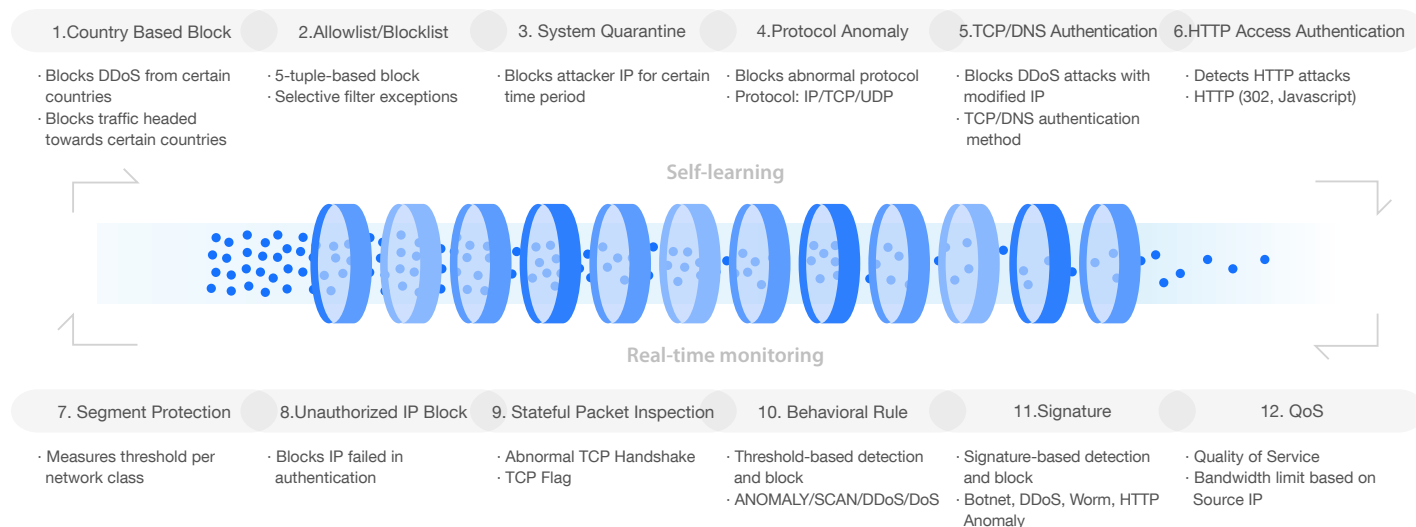 1.Country Based Block
2.Allowlist/Blocklist
3. System Quarantine
4.Protocol Anomaly
5.TCP/DNS Authentication
6.HTTP Access Authentication
· Blocks DDoS from certain
countries
· Blocks traffic headed
towards certain countries
· 5-tuple-based block
· Selective filter exceptions
· Blocks attacker IP for certain
time period
· Blocks abnormal protocol
· Protocol: IP/TCP/UDP
· Blocks DDoS attacks with
modified IP
· TCP/DNS authentication
method
· Detects HTTP attacks
· HTTP (302, Javascript)
Self-learning
Real-time monitoring
7. Segment Protection
8.Unauthorized IP Block
9. Stateful Packet Inspection
10. Behavioral Rule
11.Signature
12. QoS
· Measures threshold per
network class
· Blocks IP failed in
authentication
· Abnormal TCP Handshake
· TCP Flag
· Threshold-based detection
and block
· ANOMALY/SCAN/DDoS/DoS
· Signature-based detection
and block
· Botnet, DDoS, Worm, HTTP
Anomaly
· Quality of Service
· Bandwidth limit based on
Source IP